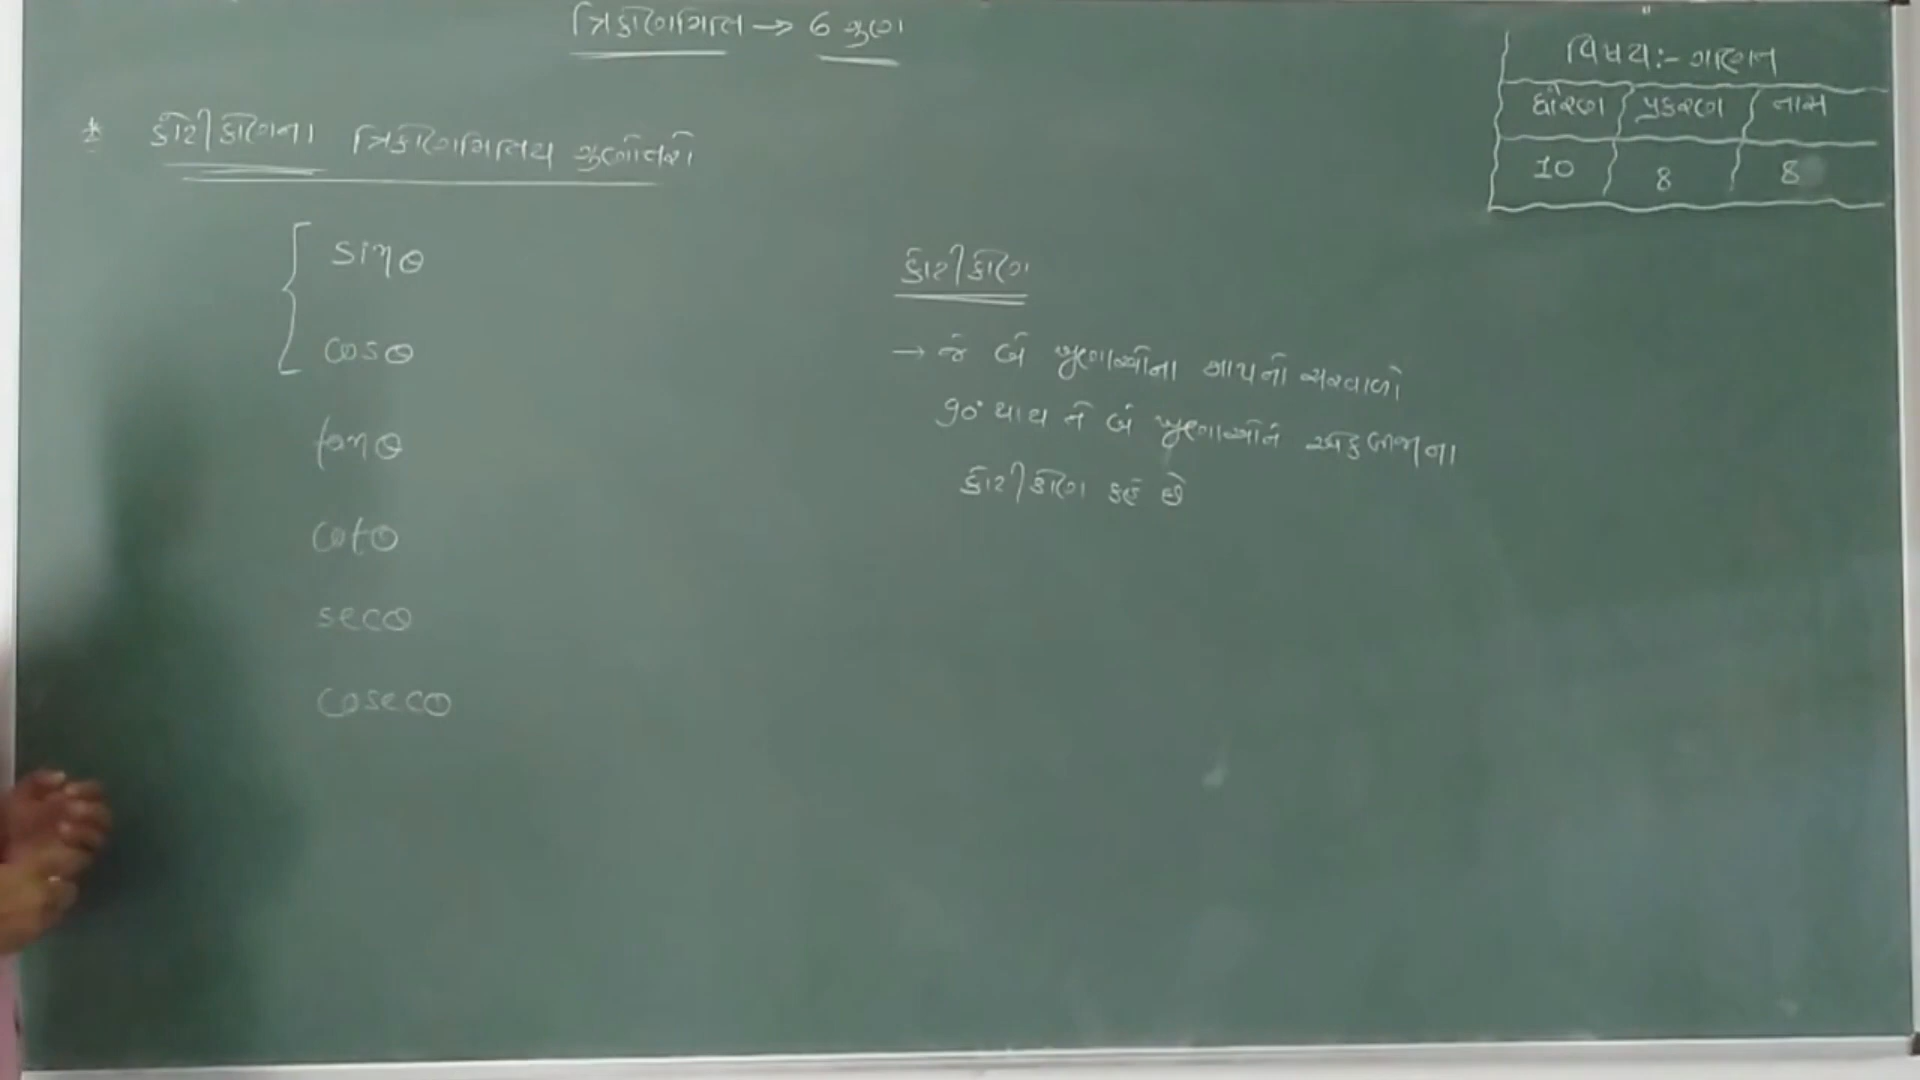 ત્રિકોણમિતિ → 6 ગુણ
વિષય:- ગણિત
ધોરણ પ્રકરણ નામ
10 8 8
* કોટીકોણના ત્રિકોણમિતિય ગુણોત્તરો
sinθ
cosθ
tanθ
cotθ
secθ
cosecθ
કોટીકોણ
→ જે બે ખૂણાઓના માપનો સરવાળો
90° થાય તે બે ખૂણાઓને એકબીજાના
કોટીકોણ કહે છે